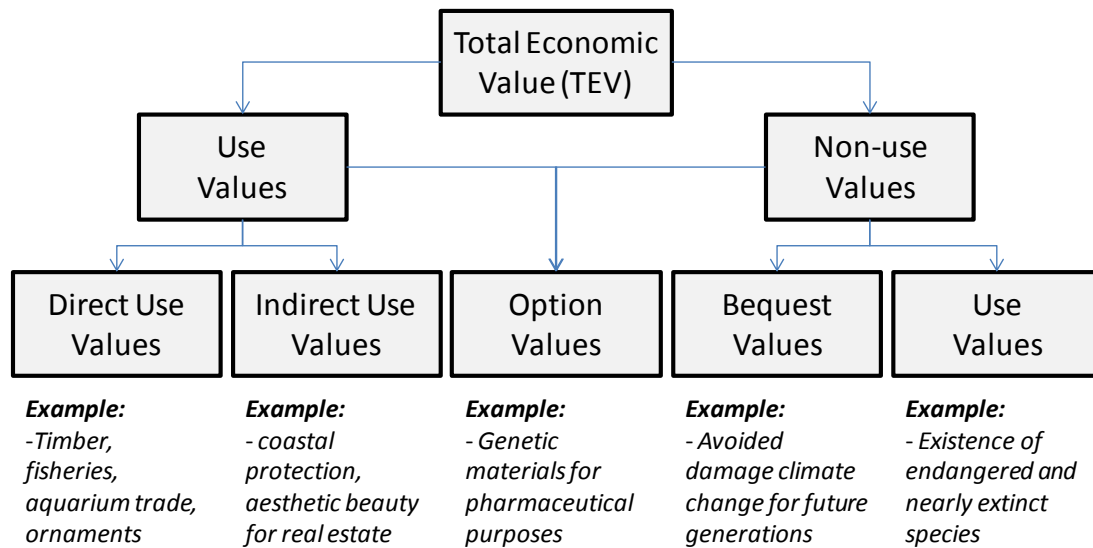 Total Economic
Value (TEV)
Use
Values
Non-use
Values
Direct Use
Values
Indirect Use
Values
Option
Values
Bequest
Values
Use
Values
Example:
-Timber,
fisheries,
aquarium trade,
ornaments
Example:
- coastal
protection,
aesthetic beauty
for real estate
Example:
- Genetic
materials for
pharmaceutical
purposes
Example:
- Avoided
damage climate
change for future
generations
Example:
- Existence of
endangered and
nearly extinct
species